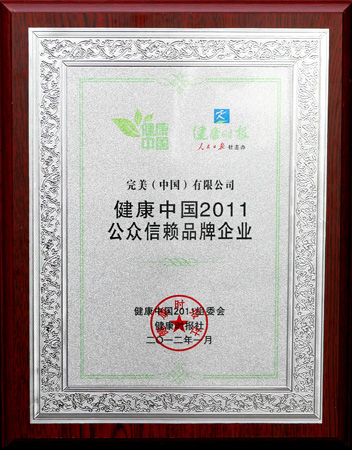 健康
中国
健康时报
人民日报 社主办
完美（中国）有限公司
健康中国2011
公众信赖品牌企业
健康中国2011组委会
健康时报社
二〇一二年一月